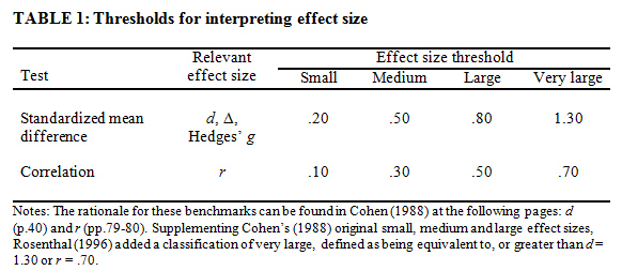 TABLE 1: Thresholds for interpreting effect size
Relevant Effect size threshold
Test effect size Small Medium Large Very large
Standardized mean d, Δ, .20 .50 .80 1.30
difference Hedges’ g
Correlation r .10 .30 .50 .70
Notes: The rationale for these benchmarks can be found in Cohen (1988) at the following pages: d
(p.40) and r (pp.79-80). Supplementing Cohen’s (1988) original small, medium and large effect sizes,
Rosenthal (1996) added a classification of very large, defined as being equivalent to, or greater than d =
1.30 or r = .70.